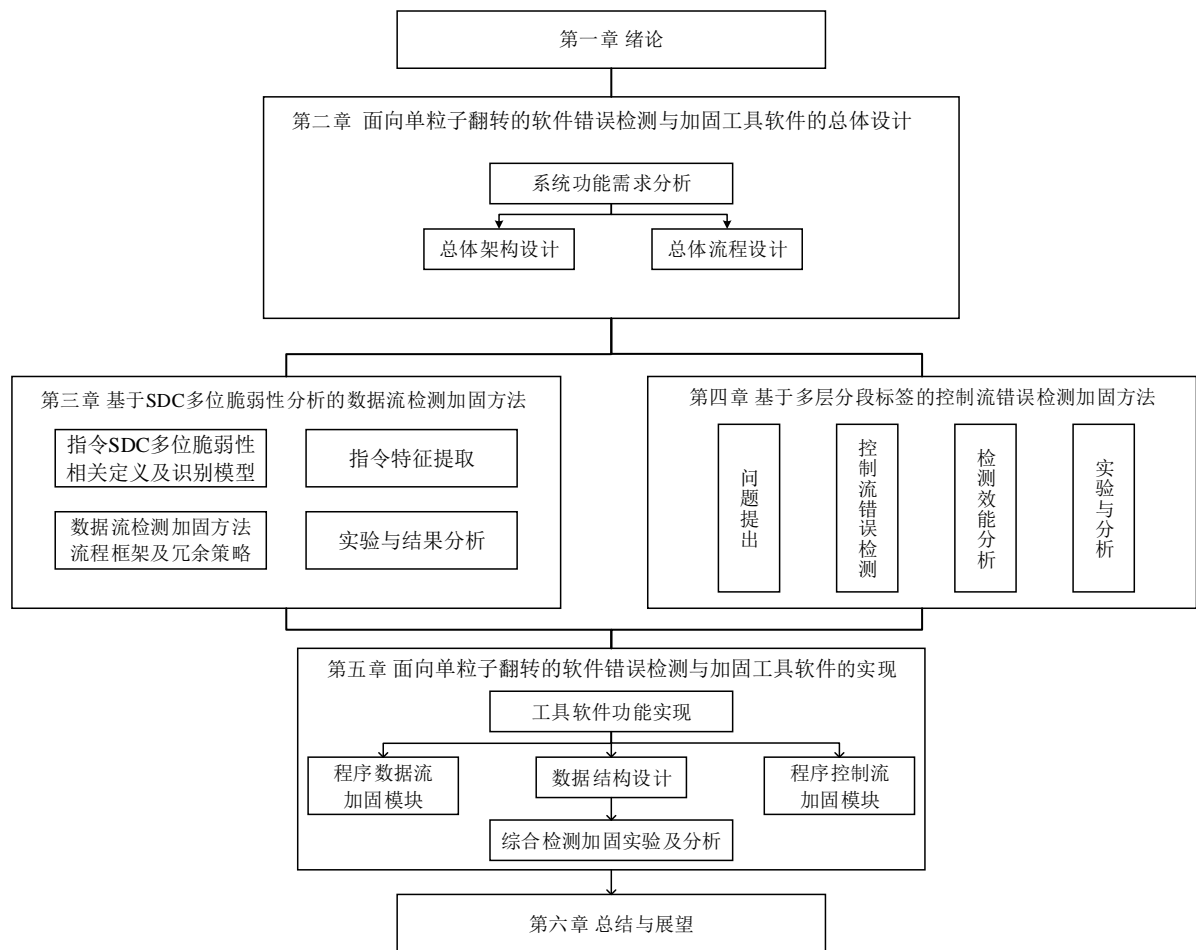 第一章 绪论
第二章 面向单粒子翻转的软件错误检测与加固工具软件的总体设计
系统功能需求分析
总体架构设计
总体流程设计
第三章 基于SDC多位脆弱性分析的数据流检测加固方法
指令SDC多位脆弱性
相关定义及识别模型
指令特征提取
数据流检测加固方法
流程框架及冗余策略
实验与结果分析
第四章 基于多层分段标签的控制流错误检测加固方法
问题提出
控制流错误检测
检测效能分析
实验与分析
第五章 面向单粒子翻转的软件错误检测与加固工具软件的实现
工具软件功能实现
程序数据流
加固模块
数据结构设计
程序控制流
加固模块
综合检测加固实验及分析
第六章 总结与展望